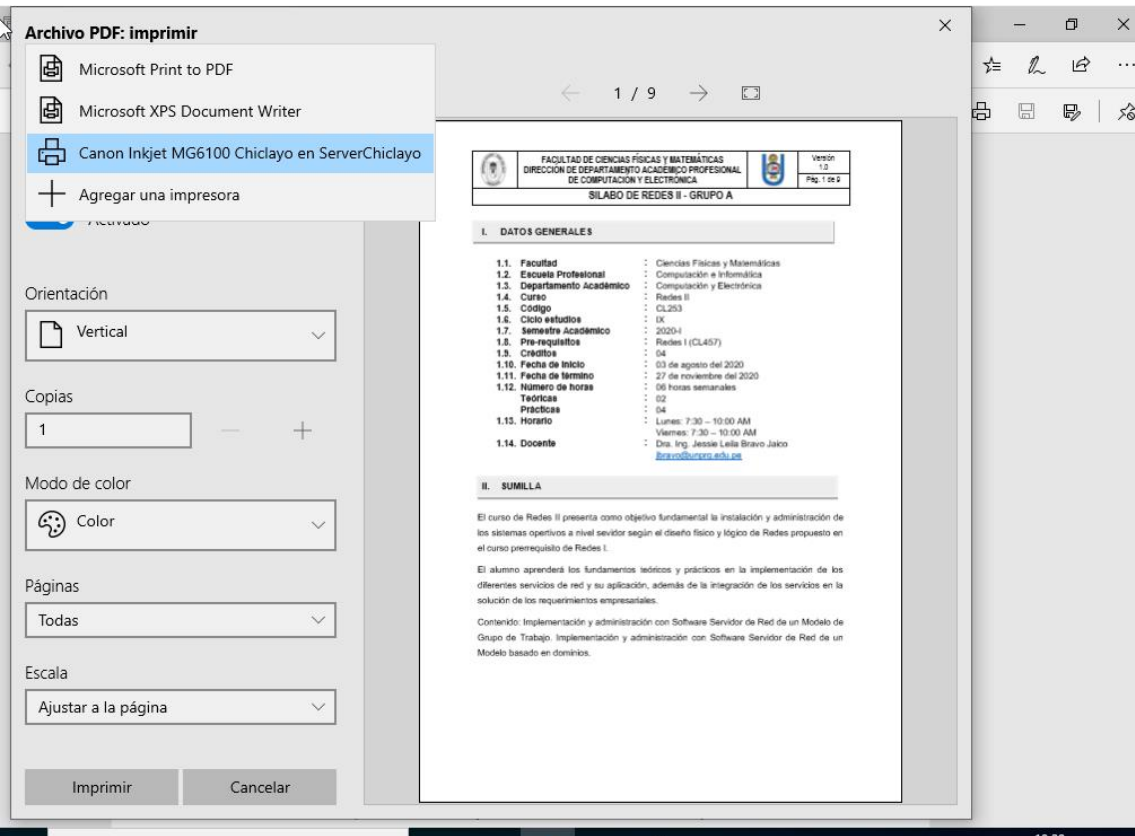 Archivo PDF: imprimir
Microsoft Print to PDF
Microsoft XPS Document Writer
Canon Inkjet MG6100 Chiclayo en ServerChiclayo
Agregar una impresora
Activado
Orientación
Vertical
Copias
1
Modo de color
Color
Páginas
Todas
Escala
Ajustar a la página
Imprimir
Cancelar
1 / 9
FACULTAD DE CIENCIAS FÍSICAS Y MATEMÁTICAS
DIRECCIÓN DE DEPARTAMENTO ACADÉMICO PROFESIONAL
DE COMPUTACIÓN Y ELECTRÓNICA
Versión
1.0
Pág. 1 de 9
SILABO DE REDES II - GRUPO A
I. DATOS GENERALES
1.1. Facultad : Ciencias Físicas y Matemáticas
1.2. Escuela Profesional : Computación e Informática
1.3. Departamento Académico : Computación y Electrónica
1.4. Curso : Redes II
1.5. Código : CL253
1.6. Ciclo estudios : IX
1.7. Semestre Académico : 2020-I
1.8. Pre-requisitos : Redes I (CL457)
1.9. Créditos : 04
1.10. Fecha de Inicio : 03 de agosto del 2020
1.11. Fecha de término : 27 de noviembre del 2020
1.12. Número de horas : 06 horas semanales
Teóricas : 02
Prácticas : 04
1.13. Horario : Lunes: 7:30 – 10:00 AM
Viernes: 7:30 – 10:00 AM
1.14. Docente : Dra. Ing. Jessie Leila Bravo Jaico
jbravo@unprg.edu.pe
II. SUMILLA
El curso de Redes II presenta como objetivo fundamental la instalación y administración de
los sistemas opertivos a nivel sevidor según el diseño físico y lógico de Redes propuesto en
el curso prerrequisito de Redes I.
El alumno aprenderá los fundamentos teóricos y prácticos en la implementación de los
diferentes servicios de red y su aplicación, además de la integración de los servicios en la
solución de los requerimientos empresariales.
Contenido: Implementación y administración con Software Servidor de Red de un Modelo de
Grupo de Trabajo. Implementación y administración con Software Servidor de Red de un
Modelo basado en dominios.